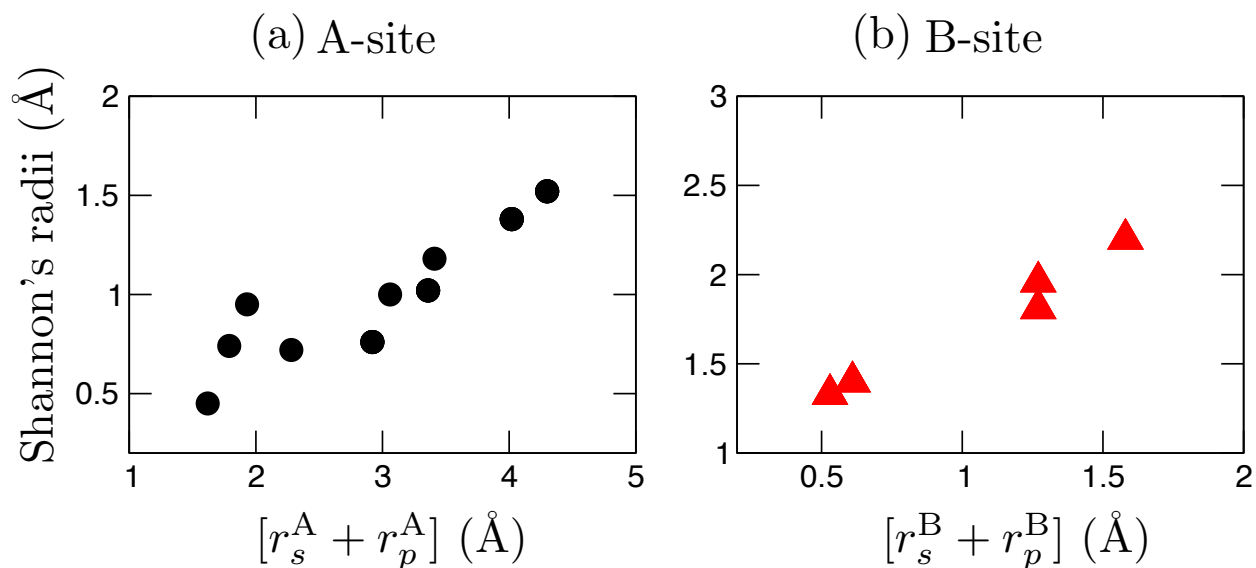 (a) A-site
(b) B-site
Shannon's radii (Å)
2
1.5
1
0.5
1 2 3 4 5
[r_s^A + r_p^A] (Å)
3
2.5
2
1.5
1
0.5 1 1.5 2
[r_s^B + r_p^B] (Å)